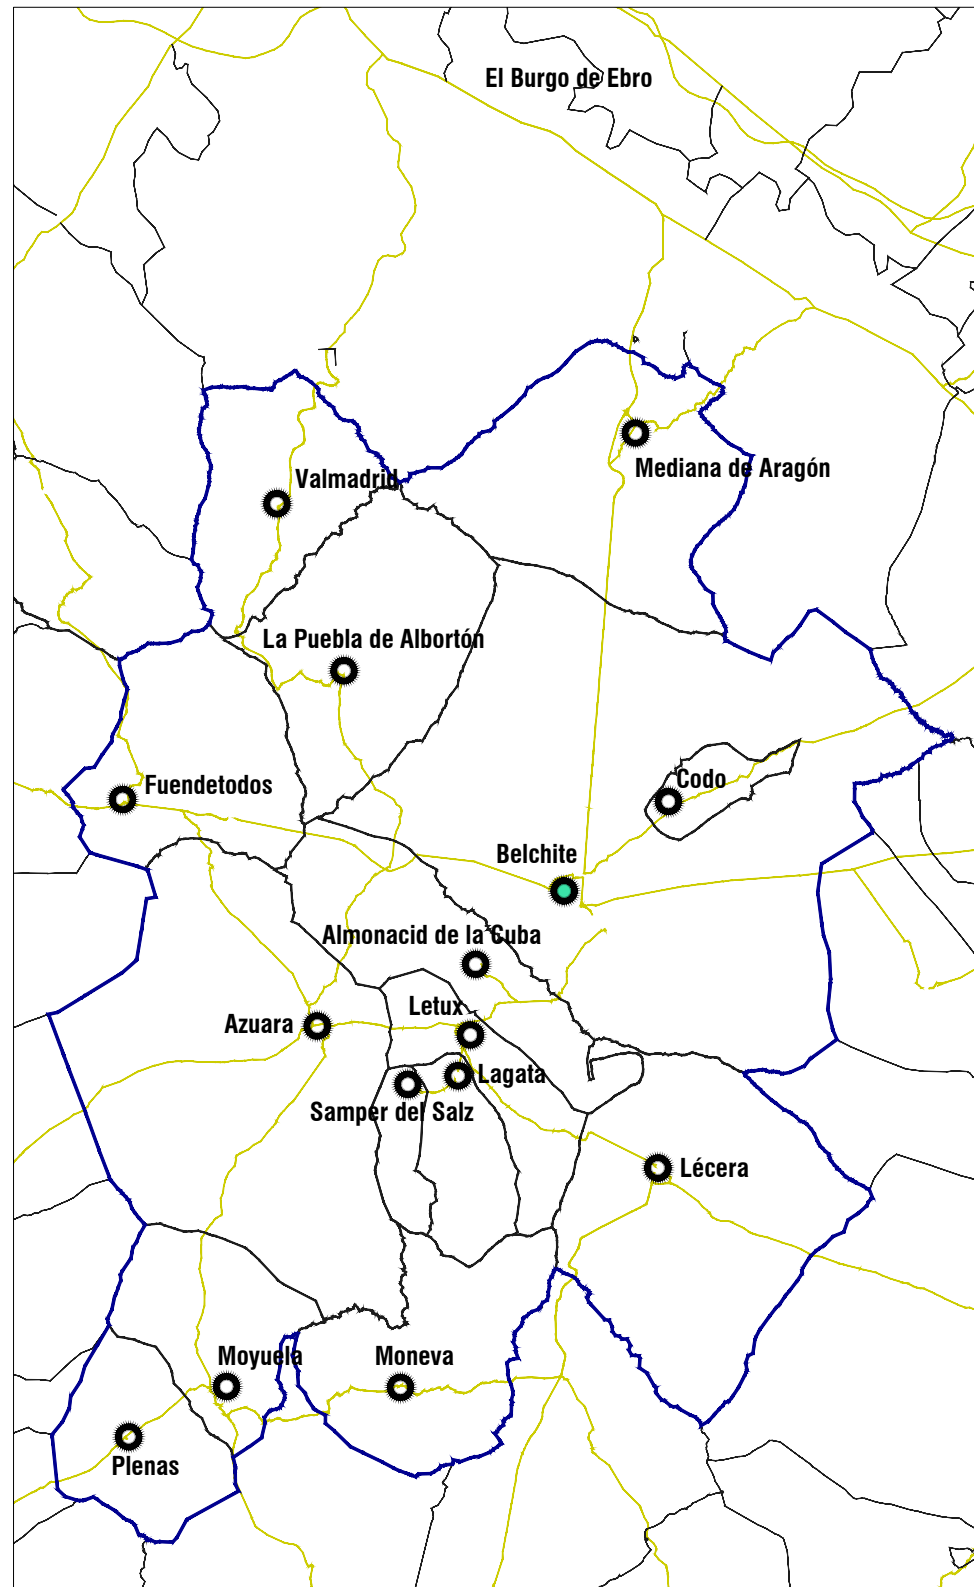 El Burgo de Ebro
Mediana de Aragón
Valmadrid
La Puebla de Albortón
Codo
Fuendetodos
Belchite
Almonacid de la Cuba
Letux
Azuara
Lagata
Samper del Salz
Lécera
Moyuela
Moneva
Plenas